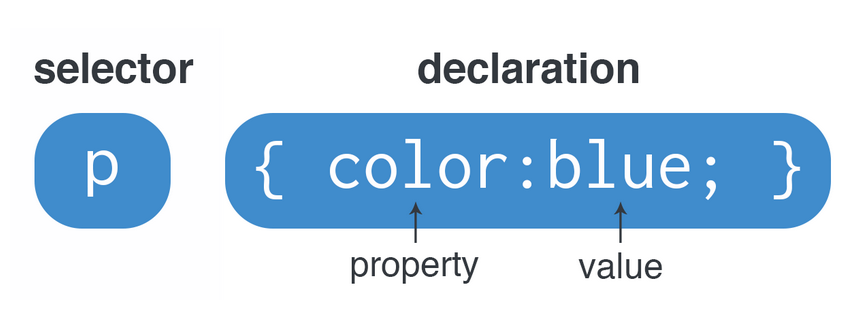 selector declaration
p { color:blue; }
property value